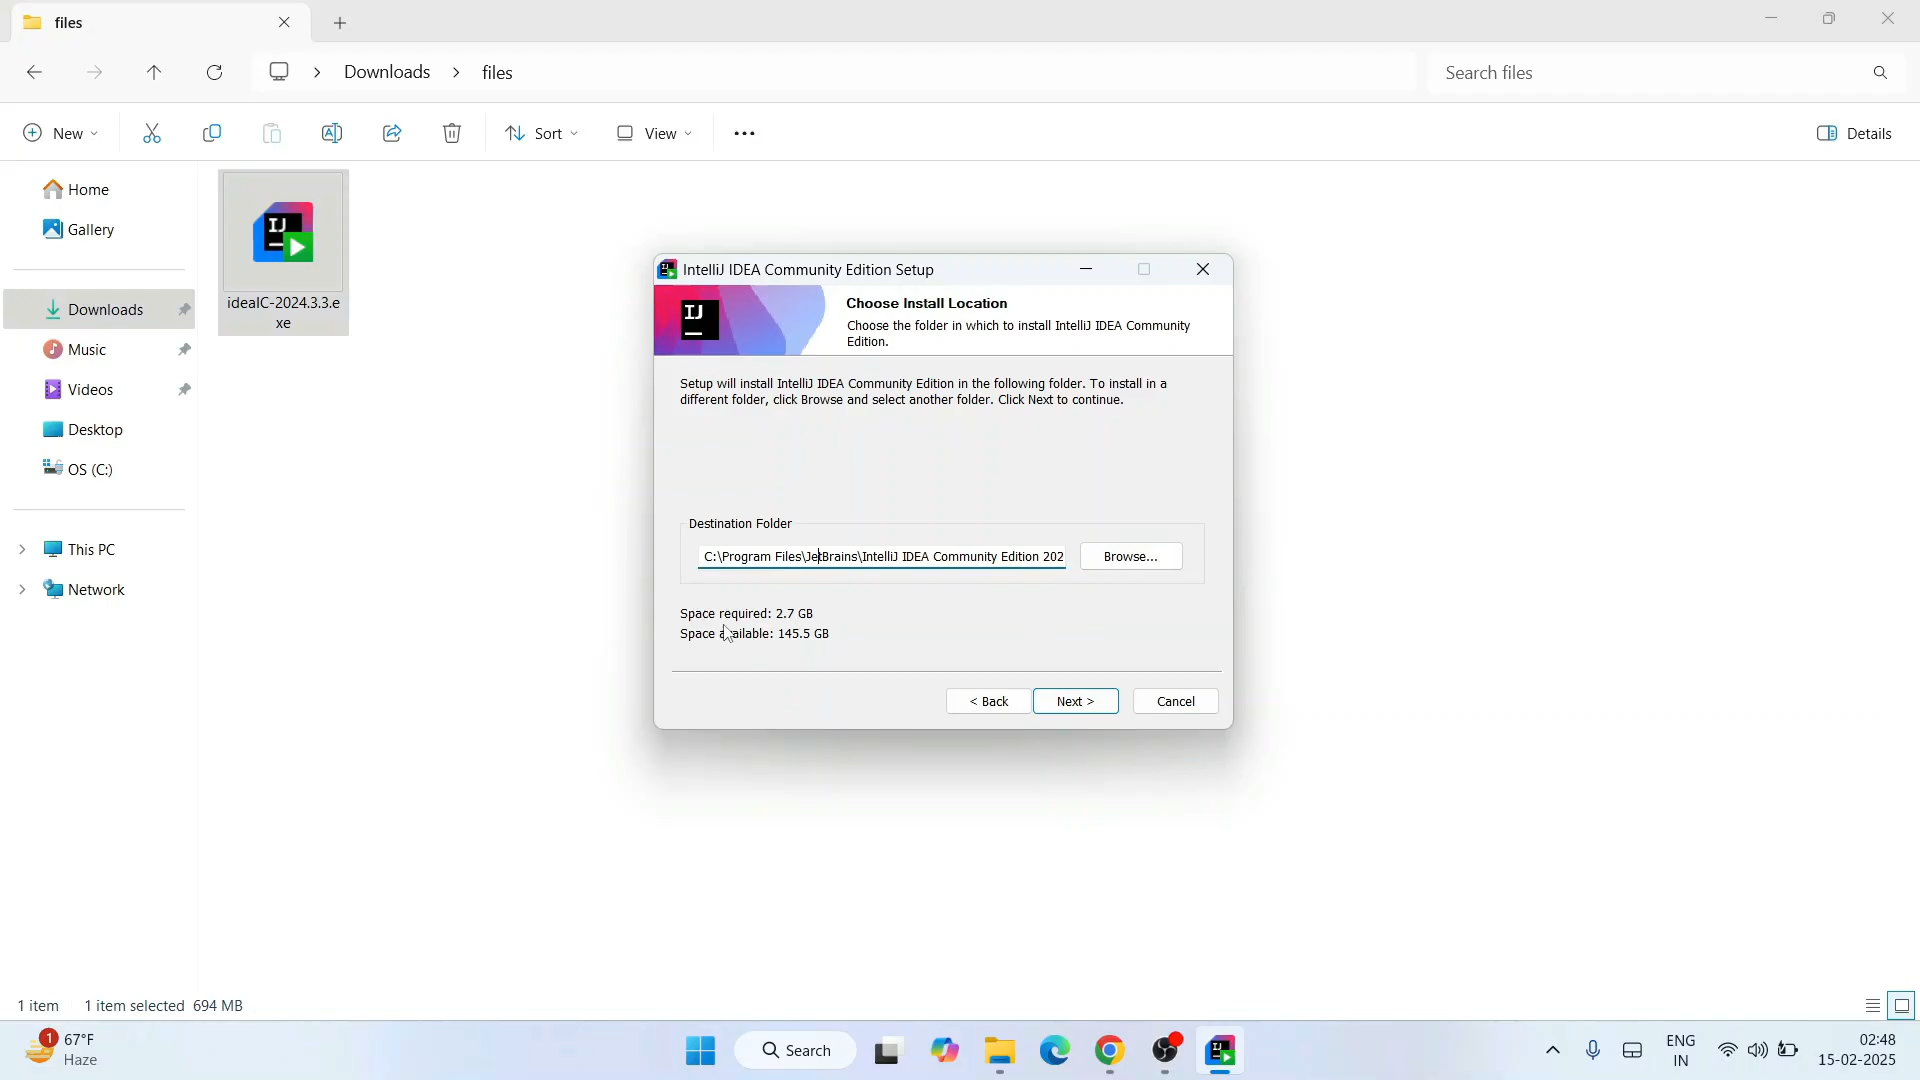 files
Downloads > files
Search files
New
Sort
View
Details
Home
Gallery
Downloads
Music
Videos
Desktop
OS (C:)
This PC
Network
IJ
ideaIC-2024.3.3.e
xe
IntelliJ IDEA Community Edition Setup
IJ
Choose Install Location
Choose the folder in which to install IntelliJ IDEA Community
Edition.
Setup will install IntelliJ IDEA Community Edition in the following folder. To install in a
different folder, click Browse and select another folder. Click Next to continue.
Destination Folder
C:\Program Files\JetBrains\IntelliJ IDEA Community Edition 202
Browse...
Space required: 2.7 GB
Space available: 145.5 GB
< Back
Next >
Cancel
1 item 1 item selected 694 MB
1
67°F
Haze
Search
ENG
IN
02:48
15-02-2025